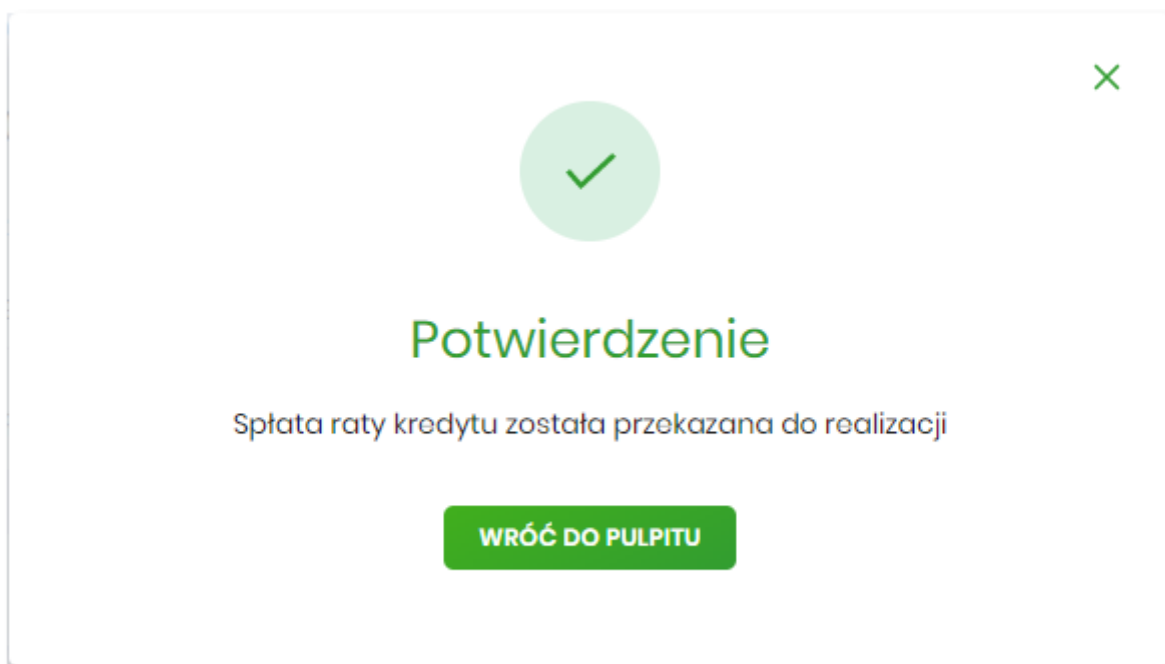 Potwierdzenie
Spłata raty kredytu została przekazana do realizacji
WRÓĆ DO PULPITU